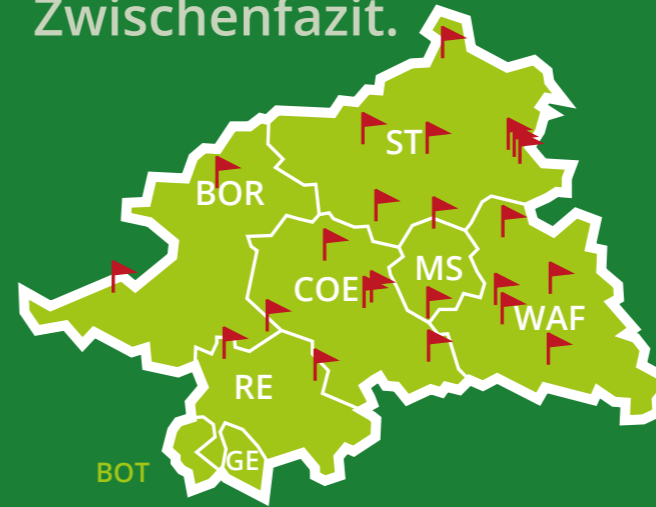 Zwischenfazit.
ST
BOR
MS
COE
WAF
RE
GE
BOT